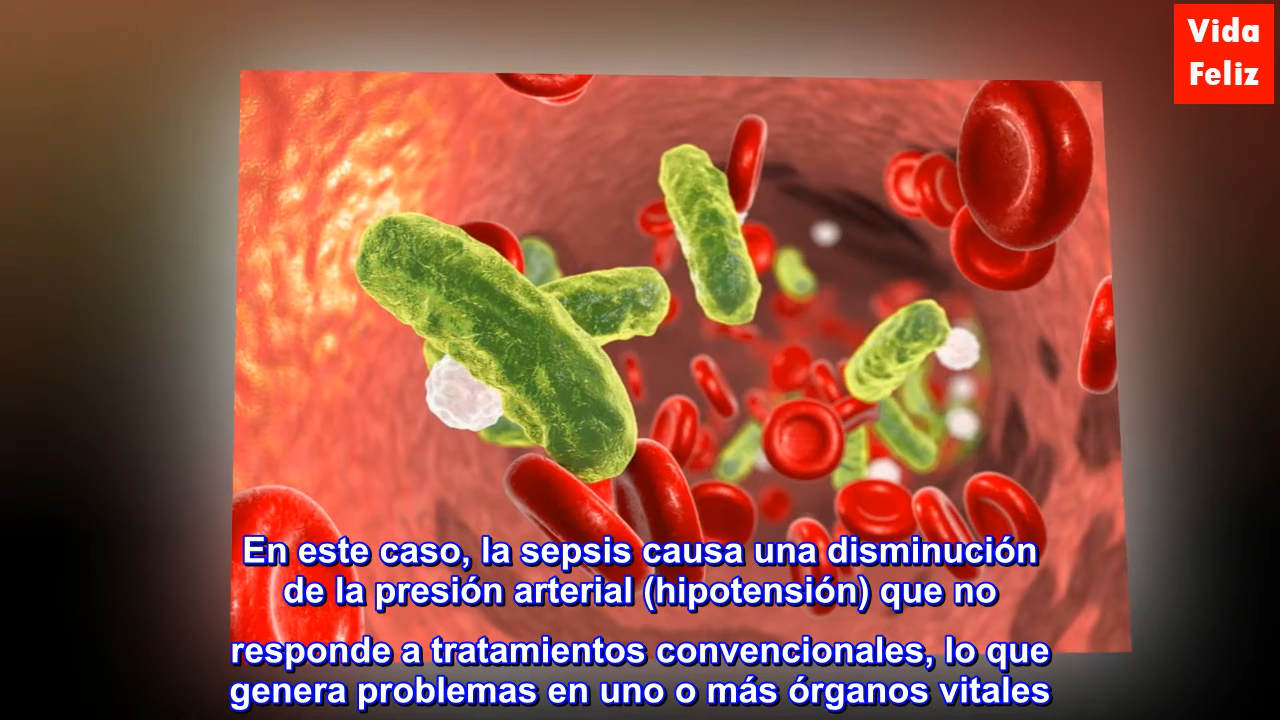 Vida
Feliz
En este caso, la sepsis causa una disminución
de la presión arterial (hipotensión) que no
responde a tratamientos convencionales, lo que
genera problemas en uno o más órganos vitales